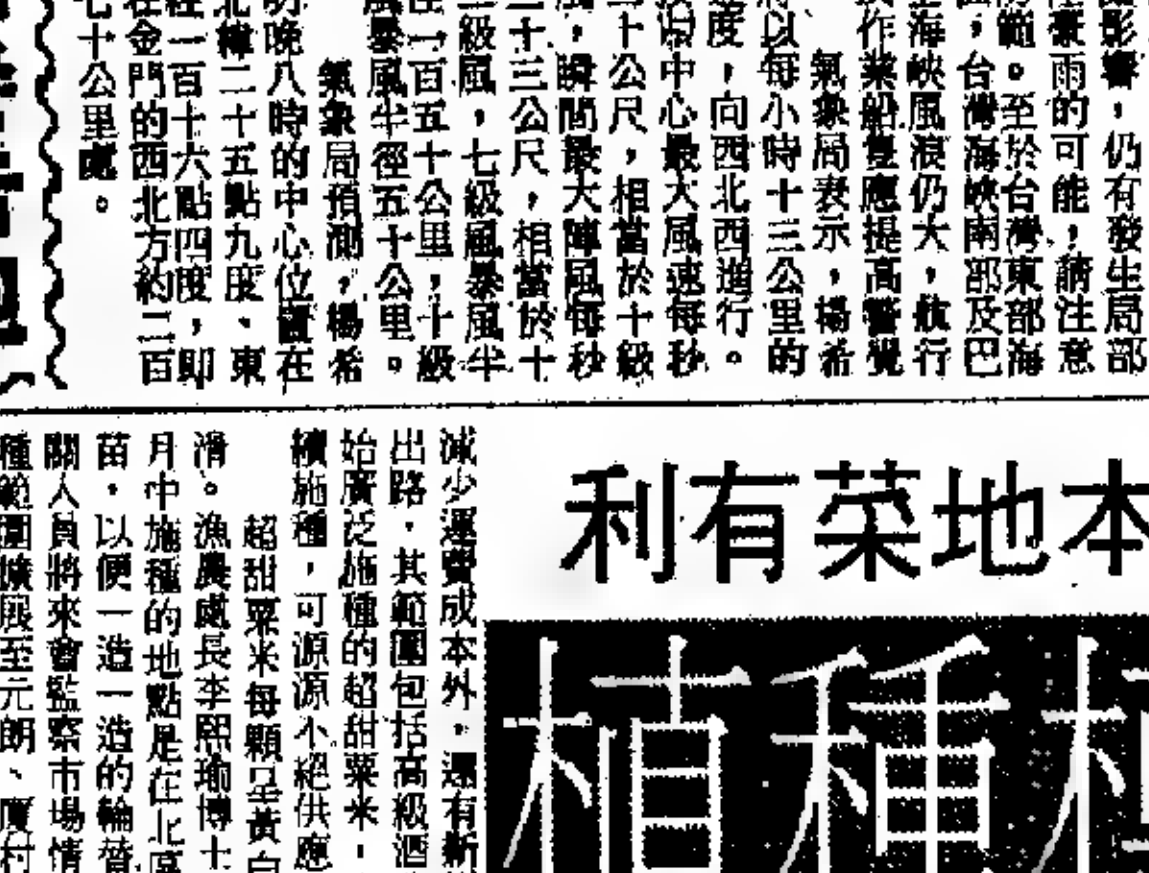 影響，仍有發生局部
豪雨的可能，請注意
防範。至於台灣東部海
，台灣海峽南部及巴
海峽風浪仍大，航行
作業船隻應提高警覺
氣象局表示，楊希
以每小時十三公里的
度，向西北西進行。
中心最大風速每秒
十公尺，相當於十級
，瞬間最大陣風每秒
十三公尺，相當於十
級風，七級風暴風半
一百五十公里，十級
風暴風半徑五十公里。
氣象局預測，楊希
明晚八時的中心位置在
北緯二十五點九度、東
經一百十六點四度，即
在金門的西北方約二百
七十公里處。
本地菜有利
種植
減少運費成本外，還有新
出路，其範圍包括高級酒
始廣泛施種的超甜粟米，
續施種，可源源不絕供應
超甜粟米每顆呈黃白
滑。漁農處長李熙瑜博士
月中施種的地點是在北區
苗，以便一造一造的輪替
關人員將來會監察市場情
種範圍擴展至元朗、廈村